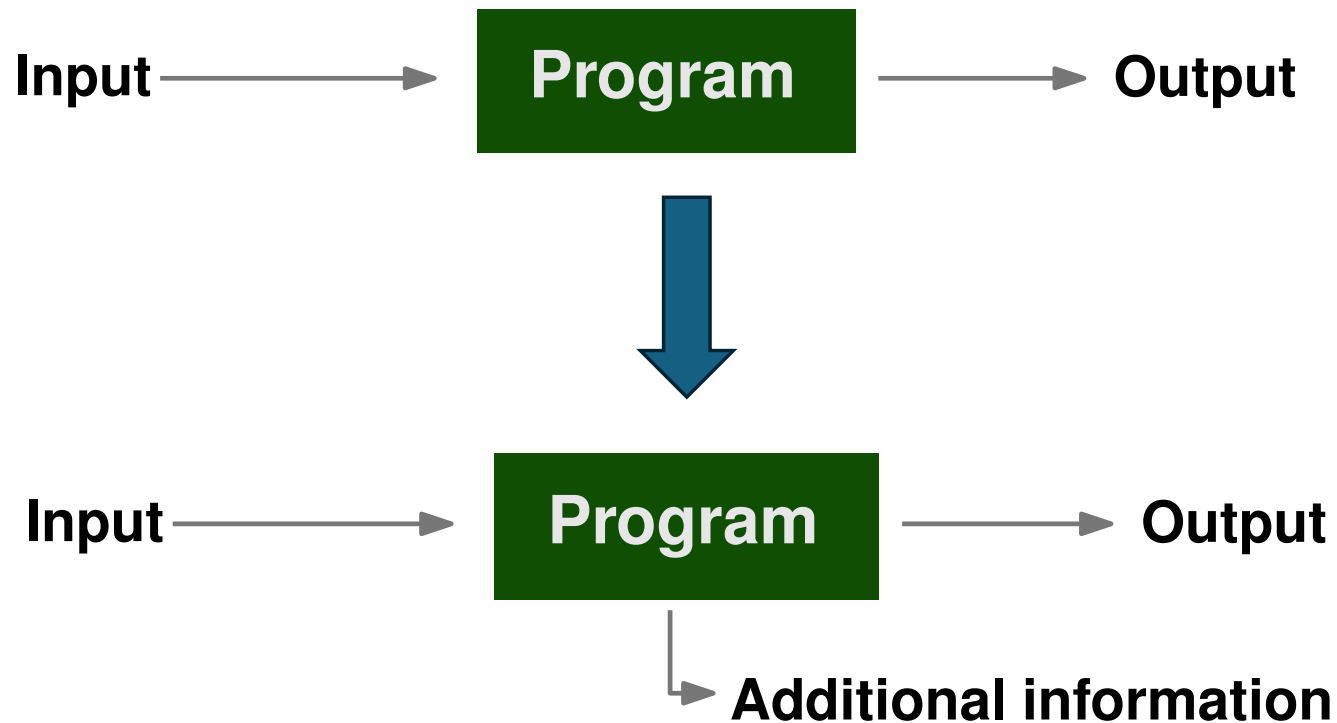 Input
Program
Output
Input
Program
Output
Additional information